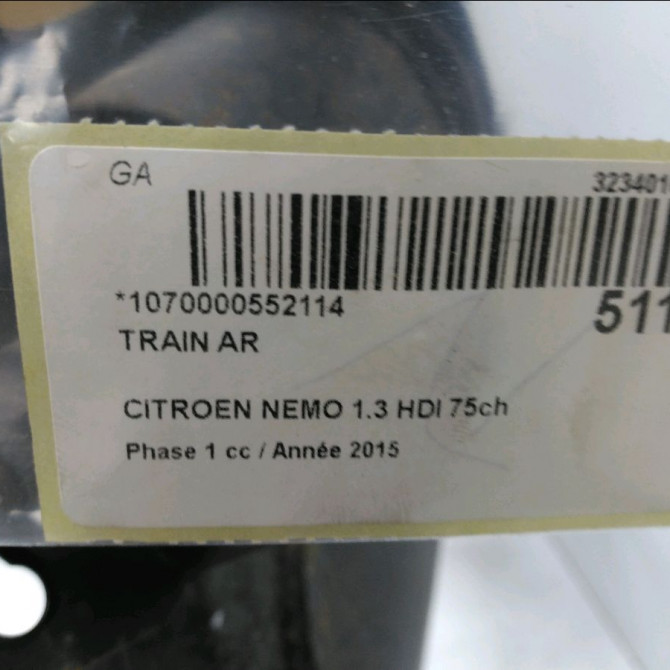 GA 323401
*1070000552114 511
TRAIN AR
CITROEN NEMO 1.3 HDI 75ch
Phase 1 cc / Année 2015